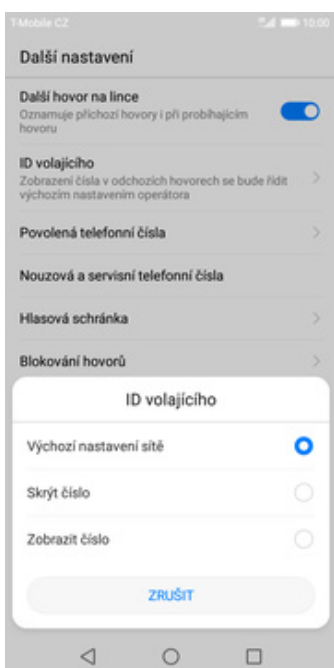 T-Mobile CZ 10:00
Další nastavení
Další hovor na lince
Oznamuje příchozí hovory i při probíhajícím
hovoru
ID volajícího
Zobrazení čísla v odchozích hovorech se bude řídit
výchozím nastavením operátora
Povolená telefonní čísla
Nouzová a servisní telefonní čísla
Hlasová schránka
Blokování hovorů
ID volajícího
Výchozí nastavení sítě
Skrýt číslo
Zobrazit číslo
ZRUŠIT